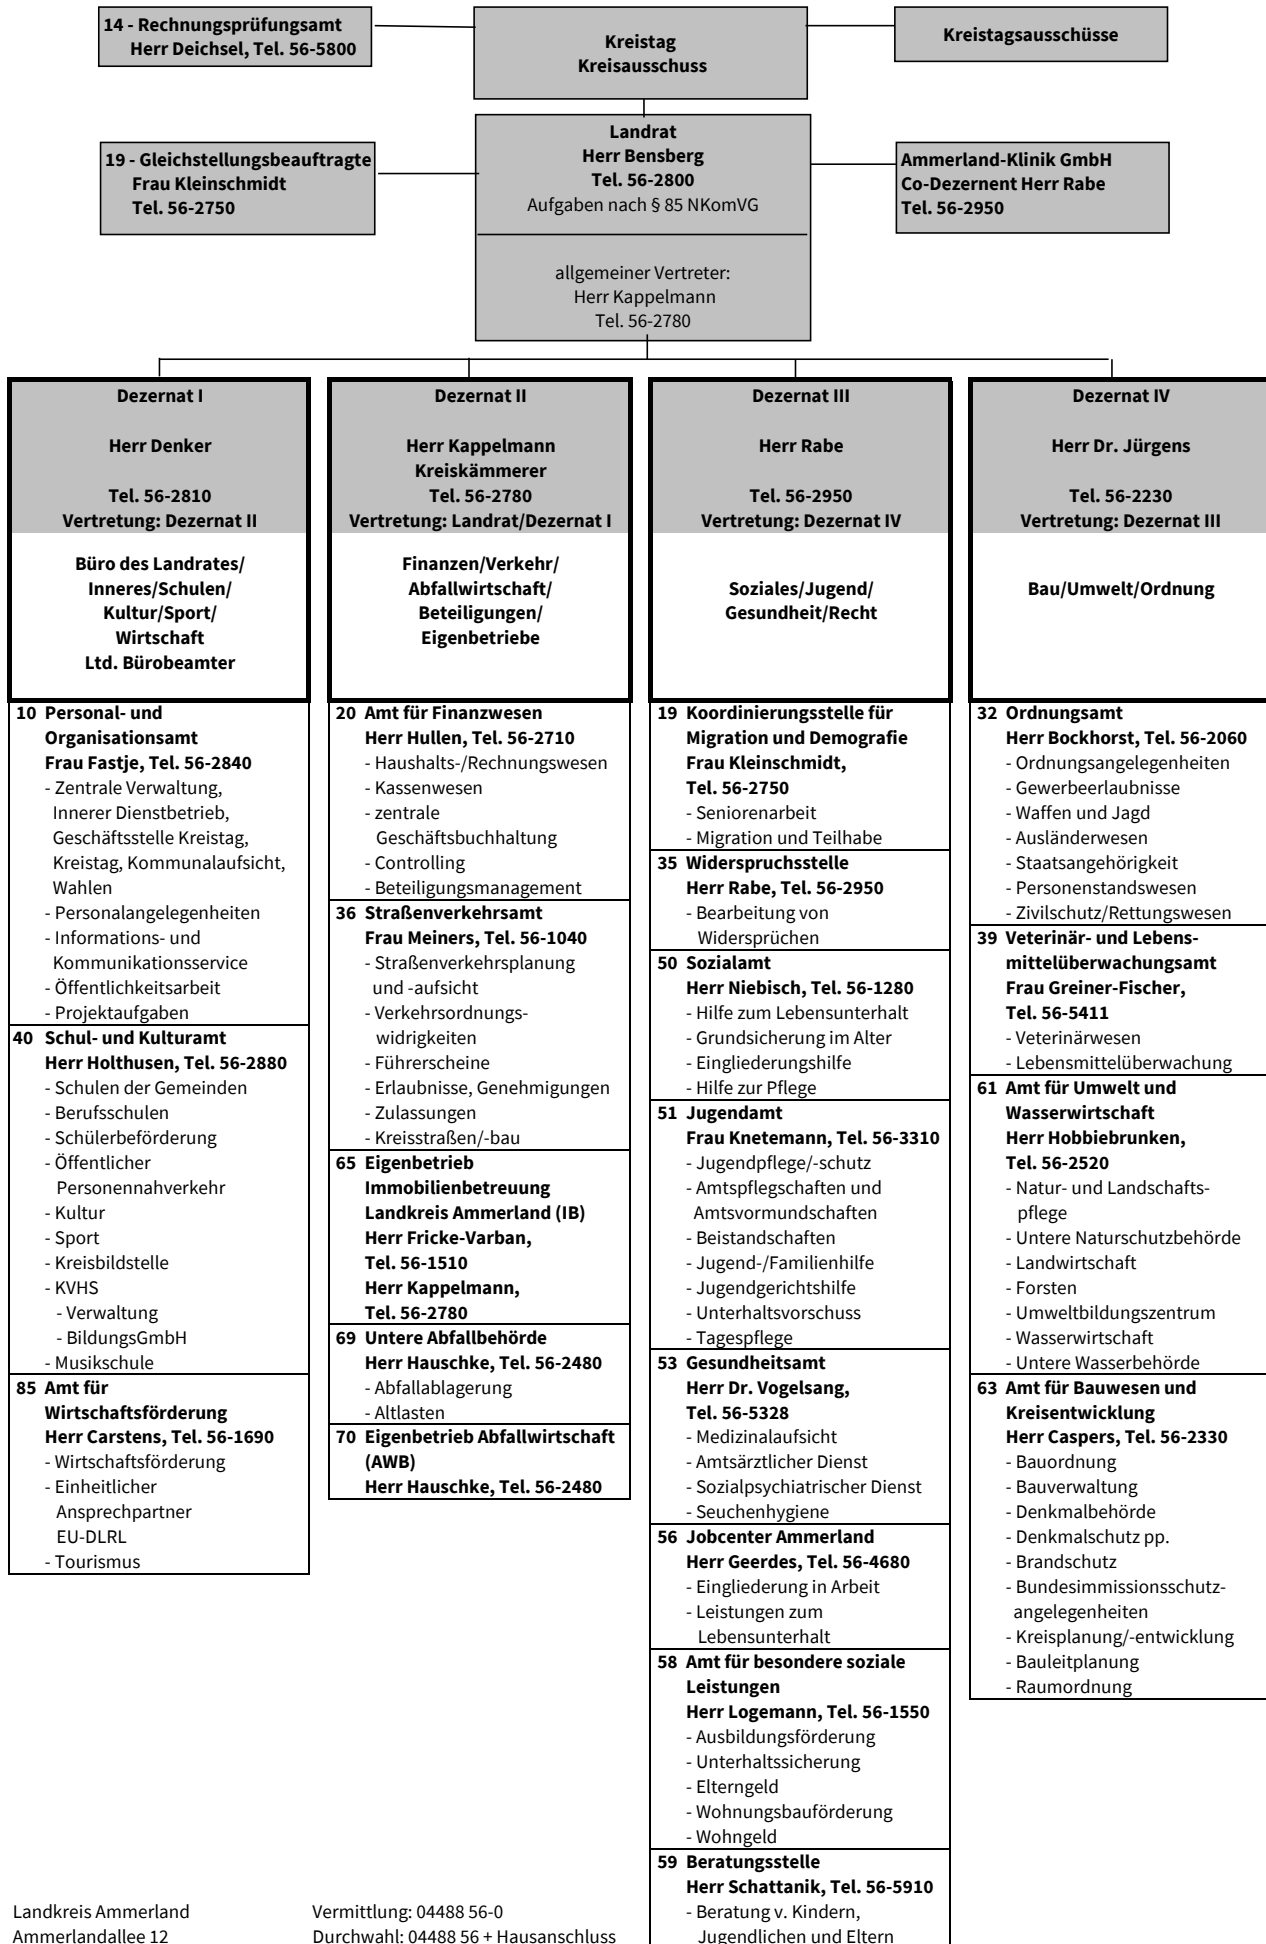 14 - Rechnungsprüfungsamt
Herr Deichsel, Tel. 56-5800
Kreistag
Kreisausschuss
Kreistagsausschüsse
19 - Gleichstellungsbeauftragte
Frau Kleinschmidt
Tel. 56-2750
Landrat
Herr Bensberg
Tel. 56-2800
Aufgaben nach § 85 NKomVG
allgemeiner Vertreter:
Herr Kappelmann
Tel. 56-2780
Ammerland-Klinik GmbH
Co-Dezernent Herr Rabe
Tel. 56-2950
Dezernat I
Herr Denker
Tel. 56-2810
Vertretung: Dezernat II
Büro des Landrates/
Inneres/Schulen/
Kultur/Sport/
Wirtschaft
Ltd. Bürobeamter
10 Personal- und
Organisationsamt
Frau Fastje, Tel. 56-2840
- Zentrale Verwaltung,
Innerer Dienstbetrieb,
Geschäftsstelle Kreistag,
Kreistag, Kommunalaufsicht,
Wahlen
- Personalangelegenheiten
- Informations- und
Kommunikationsservice
- Öffentlichkeitsarbeit
- Projektaufgaben
40 Schul- und Kulturamt
Herr Holthusen, Tel. 56-2880
- Schulen der Gemeinden
- Berufsschulen
- Schülerbeförderung
- Öffentlicher
Personennahverkehr
- Kultur
- Sport
- Kreisbildstelle
- KVHS
- Verwaltung
- BildungsGmbH
- Musikschule
85 Amt für
Wirtschaftsförderung
Herr Carstens, Tel. 56-1690
- Wirtschaftsförderung
- Einheitlicher
Ansprechpartner
EU-DLRL
- Tourismus
Dezernat II
Herr Kappelmann
Kreiskämmerer
Tel. 56-2780
Vertretung: Landrat/Dezernat I
Finanzen/Verkehr/
Abfallwirtschaft/
Beteiligungen/
Eigenbetriebe
20 Amt für Finanzwesen
Herr Hullen, Tel. 56-2710
- Haushalts-/Rechnungswesen
- Kassenwesen
- zentrale
Geschäftsbuchhaltung
- Controlling
- Beteiligungsmanagement
36 Straßenverkehrsamt
Frau Meiners, Tel. 56-1040
- Straßenverkehrsplanung
und -aufsicht
- Verkehrsordnungs-
widrigkeiten
- Führerscheine
- Erlaubnisse, Genehmigungen
- Zulassungen
- Kreisstraßen/-bau
65 Eigenbetrieb
Immobilienbetreuung
Landkreis Ammerland (IB)
Herr Fricke-Varban,
Tel. 56-1510
Herr Kappelmann,
Tel. 56-2780
69 Untere Abfallbehörde
Herr Hauschke, Tel. 56-2480
- Abfallablagerung
- Altlasten
70 Eigenbetrieb Abfallwirtschaft
(AWB)
Herr Hauschke, Tel. 56-2480
Dezernat III
Herr Rabe
Tel. 56-2950
Vertretung: Dezernat IV
Soziales/Jugend/
Gesundheit/Recht
19 Koordinierungsstelle für
Migration und Demografie
Frau Kleinschmidt,
Tel. 56-2750
- Seniorenarbeit
- Migration und Teilhabe
35 Widerspruchsstelle
Herr Rabe, Tel. 56-2950
- Bearbeitung von
Widersprüchen
50 Sozialamt
Herr Niebisch, Tel. 56-1280
- Hilfe zum Lebensunterhalt
- Grundsicherung im Alter
- Eingliederungshilfe
- Hilfe zur Pflege
51 Jugendamt
Frau Knetemann, Tel. 56-3310
- Jugendpflege/-schutz
- Amtspflegschaften und
Amtsvormundschaften
- Beistandschaften
- Jugend-/Familienhilfe
- Jugendgerichtshilfe
- Unterhaltsvorschuss
- Tagespflege
53 Gesundheitsamt
Herr Dr. Vogelsang,
Tel. 56-5328
- Medizinalaufsicht
- Amtsärztlicher Dienst
- Sozialpsychiatrischer Dienst
- Seuchenhygiene
56 Jobcenter Ammerland
Herr Geerdes, Tel. 56-4680
- Eingliederung in Arbeit
- Leistungen zum
Lebensunterhalt
58 Amt für besondere soziale
Leistungen
Herr Logemann, Tel. 56-1550
- Ausbildungsförderung
- Unterhaltssicherung
- Elterngeld
- Wohnungsbauförderung
- Wohngeld
59 Beratungsstelle
Herr Schattanik, Tel. 56-5910
- Beratung v. Kindern,
Jugendlichen und Eltern
Dezernat IV
Herr Dr. Jürgens
Tel. 56-2230
Vertretung: Dezernat III
Bau/Umwelt/Ordnung
32 Ordnungsamt
Herr Bockhorst, Tel. 56-2060
- Ordnungsangelegenheiten
- Gewerbeerlaubnisse
- Waffen und Jagd
- Ausländerwesen
- Staatsangehörigkeit
- Personenstandswesen
- Zivilschutz/Rettungswesen
39 Veterinär- und Lebens-
mittelüberwachungsamt
Frau Greiner-Fischer,
Tel. 56-5411
- Veterinärwesen
- Lebensmittelüberwachung
61 Amt für Umwelt und
Wasserwirtschaft
Herr Hobbiebrunken,
Tel. 56-2520
- Natur- und Landschafts-
pflege
- Untere Naturschutzbehörde
- Landwirtschaft
- Forsten
- Umweltbildungszentrum
- Wasserwirtschaft
- Untere Wasserbehörde
63 Amt für Bauwesen und
Kreisentwicklung
Herr Caspers, Tel. 56-2330
- Bauordnung
- Bauverwaltung
- Denkmalbehörde
- Denkmalschutz pp.
- Brandschutz
- Bundesimmissionsschutz-
angelegenheiten
- Kreisplanung/-entwicklung
- Bauleitplanung
- Raumordnung
Landkreis Ammerland
Ammerlandallee 12
Vermittlung: 04488 56-0
Durchwahl: 04488 56 + Hausanschluss